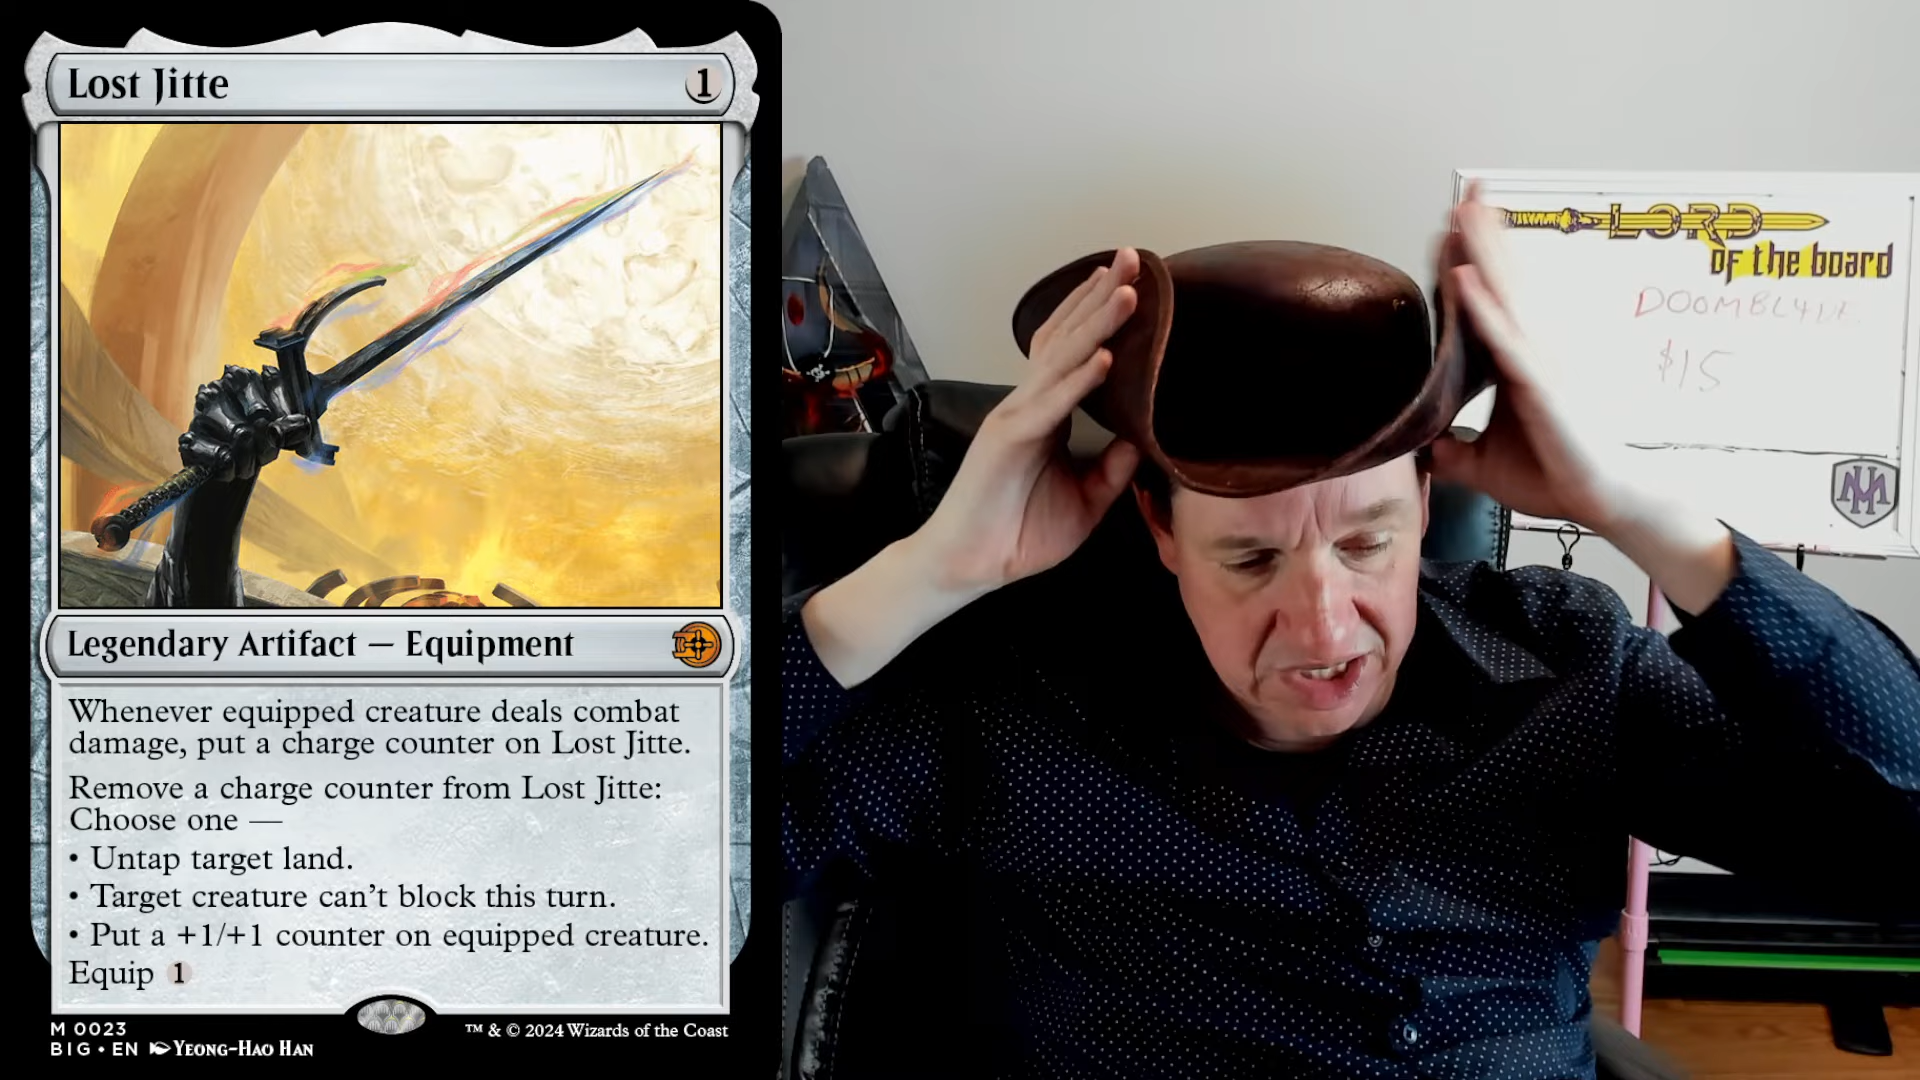 Lost Jitte 1
Legendary Artifact — Equipment
Whenever equipped creature deals combat
damage, put a charge counter on Lost Jitte.
Remove a charge counter from Lost Jitte:
Choose one —
• Untap target land.
• Target creature can't block this turn.
• Put a +1/+1 counter on equipped creature.
Equip 1
M 0023
BIG • EN Yeong-Hao Han
™ & © 2024 Wizards of the Coast
LORD
of the board
$15